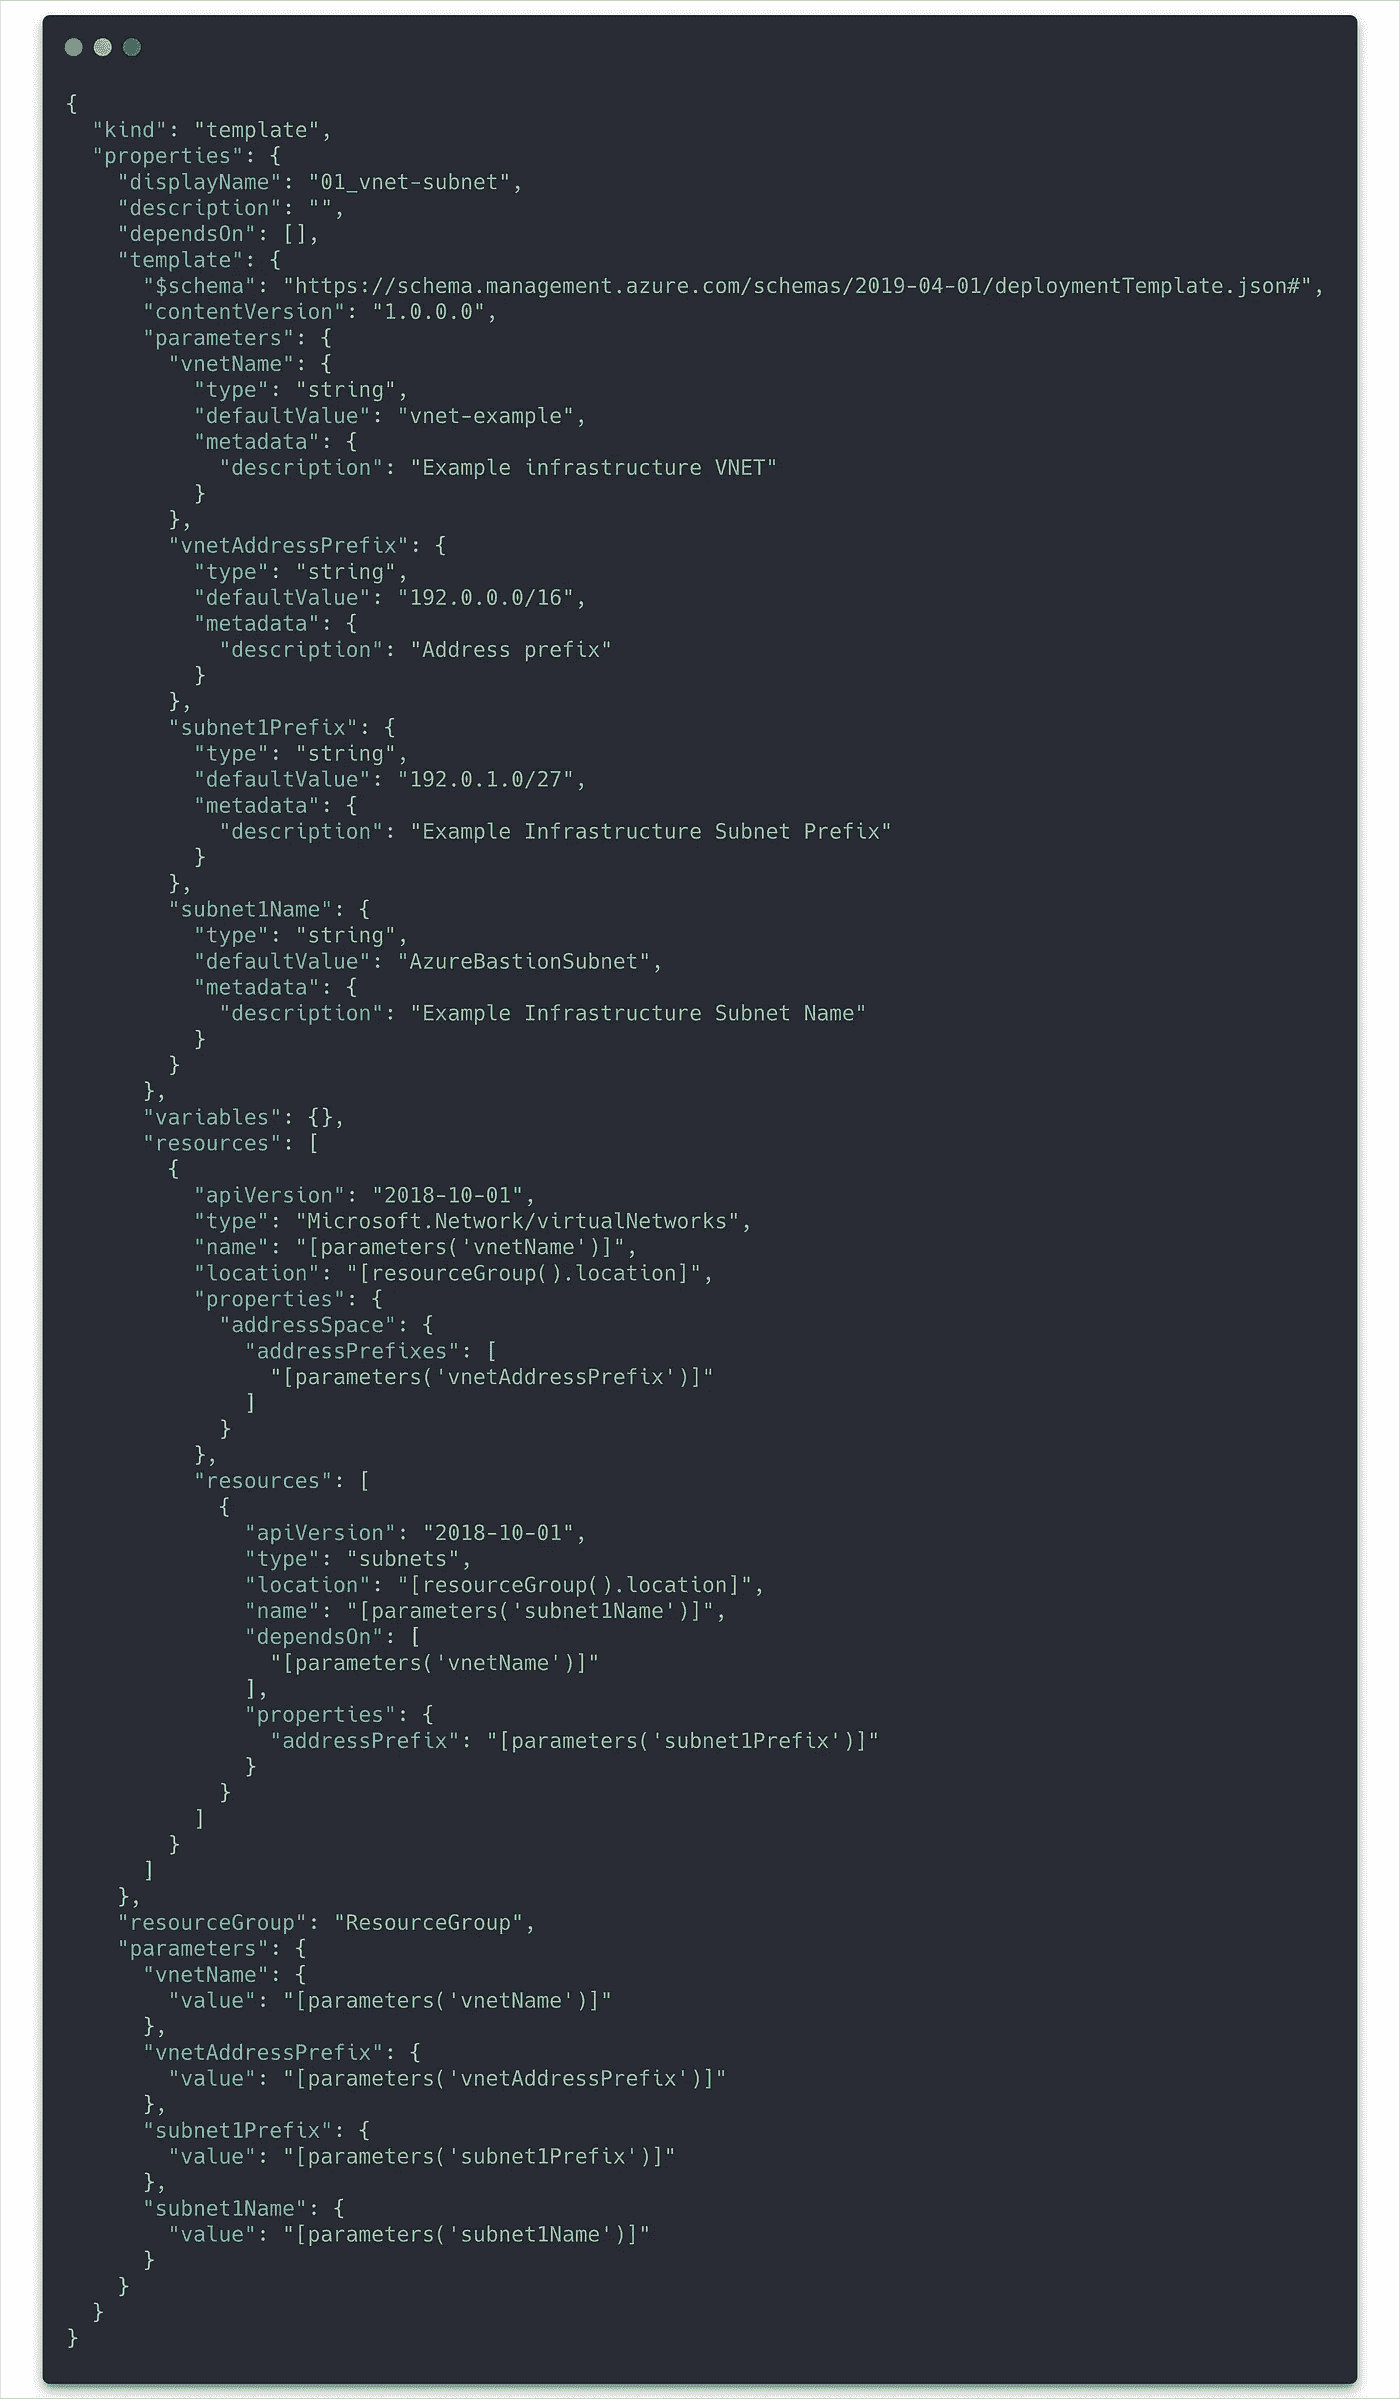 {
  "kind": "template",
  "properties": {
    "displayName": "01_vnet-subnet",
    "description": "",
    "dependsOn": [],
    "template": {
      "$schema": "https://schema.management.azure.com/schemas/2019-04-01/deploymentTemplate.json#",
      "contentVersion": "1.0.0.0",
      "parameters": {
        "vnetName": {
          "type": "string",
          "defaultValue": "vnet-example",
          "metadata": {
            "description": "Example infrastructure VNET"
          }
        },
        "vnetAddressPrefix": {
          "type": "string",
          "defaultValue": "192.0.0.0/16",
          "metadata": {
            "description": "Address prefix"
          }
        },
        "subnet1Prefix": {
          "type": "string",
          "defaultValue": "192.0.1.0/27",
          "metadata": {
            "description": "Example Infrastructure Subnet Prefix"
          }
        },
        "subnet1Name": {
          "type": "string",
          "defaultValue": "AzureBastionSubnet",
          "metadata": {
            "description": "Example Infrastructure Subnet Name"
          }
        }
      },
      "variables": {},
      "resources": [
        {
          "apiVersion": "2018-10-01",
          "type": "Microsoft.Network/virtualNetworks",
          "name": "[parameters('vnetName')]",
          "location": "[resourceGroup().location]",
          "properties": {
            "addressSpace": {
              "addressPrefixes": [
                "[parameters('vnetAddressPrefix')]"
              ]
            }
          },
          "resources": [
            {
              "apiVersion": "2018-10-01",
              "type": "subnets",
              "location": "[resourceGroup().location]",
              "name": "[parameters('subnet1Name')]",
              "dependsOn": [
                "[parameters('vnetName')]"
              ],
              "properties": {
                "addressPrefix": "[parameters('subnet1Prefix')]"
              }
            }
          ]
        }
      ]
    },
    "resourceGroup": "ResourceGroup",
    "parameters": {
      "vnetName": {
        "value": "[parameters('vnetName')]"
      },
      "vnetAddressPrefix": {
        "value": "[parameters('vnetAddressPrefix')]"
      },
      "subnet1Prefix": {
        "value": "[parameters('subnet1Prefix')]"
      },
      "subnet1Name": {
        "value": "[parameters('subnet1Name')]"
      }
    }
  }
}